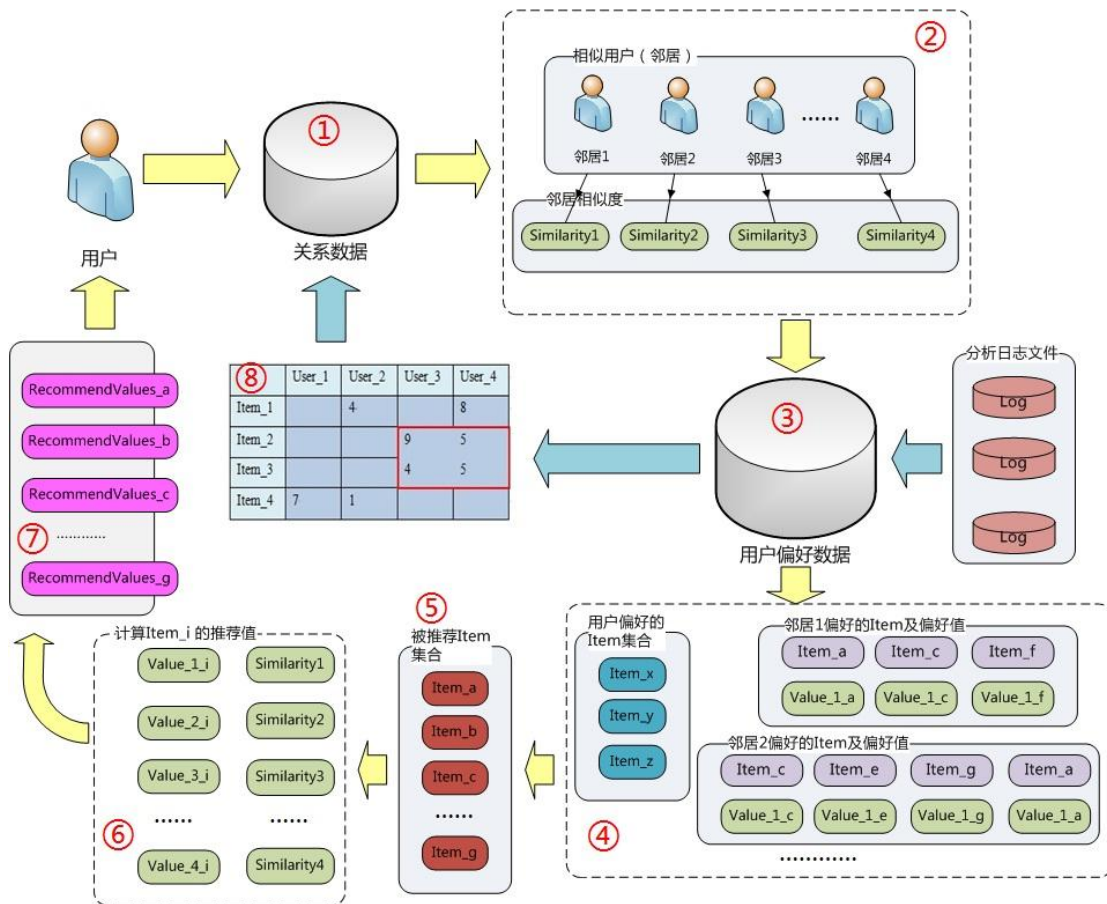 ①
用户
关系数据
②
相似用户（邻居）
邻居1
邻居2
邻居3
......
邻居4
邻居相似度
Similarity1
Similarity2
Similarity3
Similarity4
③
用户偏好数据
分析日志文件
Log
Log
Log
⑧ User_1 User_2 User_3 User_4
Item_1 4 8
Item_2 9 5
Item_3 4 5
Item_4 7 1
④
用户偏好的
Item集合
Item_x
Item_y
Item_z
邻居1偏好的Item及偏好值
Item_a Item_c Item_f
Value_1_a Value_1_c Value_1_f
邻居2偏好的Item及偏好值
Item_c Item_e Item_g Item_a
Value_1_c Value_1_e Value_1_g Value_1_a
............
⑤
被推荐Item
集合
Item_a
Item_b
Item_c
......
Item_g
计算Item_i 的推荐值
Value_1_i Similarity1
Value_2_i Similarity2
Value_3_i Similarity3
...... ......
⑥
Value_4_i Similarity4
RecommendValues_a
RecommendValues_b
RecommendValues_c
⑦ ............
RecommendValues_g